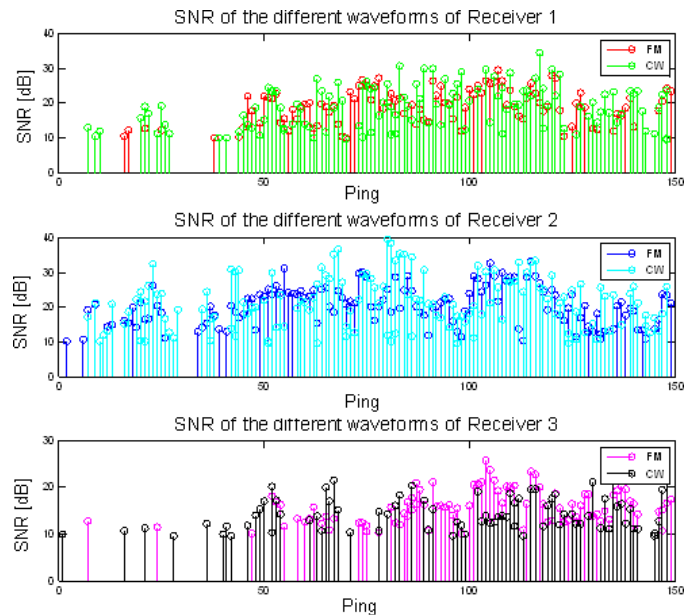 SNR of the different waveforms of Receiver 1
40
30
20
10
0
SNR [dB]
FM
CW
0 50 100 150
Ping
SNR of the different waveforms of Receiver 2
40
30
20
10
0
SNR [dB]
FM
CW
0 50 100 150
Ping
SNR of the different waveforms of Receiver 3
30
20
10
0
SNR [dB]
FM
CW
0 50 100 150
Ping